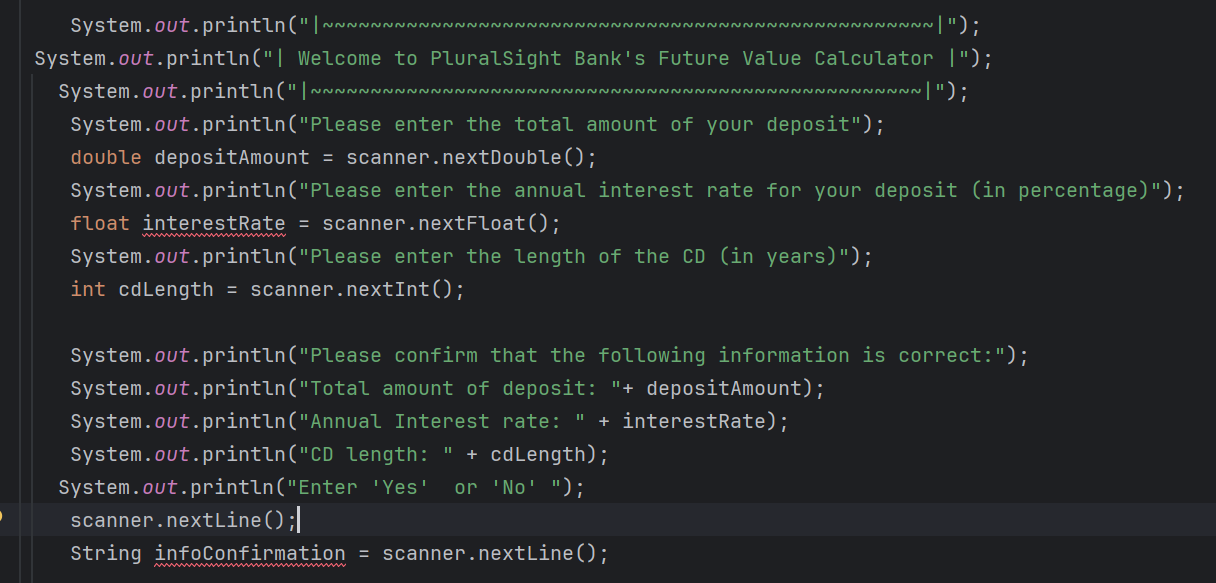 System.out.println("|~~~~~~~~~~~~~~~~~~~~~~~~~~~~~~~~~~~~~~~~~~~~~~~~~~~|");
System.out.println("| Welcome to PluralSight Bank's Future Value Calculator |");
System.out.println("|~~~~~~~~~~~~~~~~~~~~~~~~~~~~~~~~~~~~~~~~~~~~~~~~~~~|");
System.out.println("Please enter the total amount of your deposit");
double depositAmount = scanner.nextDouble();
System.out.println("Please enter the annual interest rate for your deposit (in percentage)");
float interestRate = scanner.nextFloat();
System.out.println("Please enter the length of the CD (in years)");
int cdLength = scanner.nextInt();
System.out.println("Please confirm that the following information is correct:");
System.out.println("Total amount of deposit: "+ depositAmount);
System.out.println("Annual Interest rate: " + interestRate);
System.out.println("CD length: " + cdLength);
System.out.println("Enter 'Yes'  or 'No' ");
scanner.nextLine();
String infoConfirmation = scanner.nextLine();